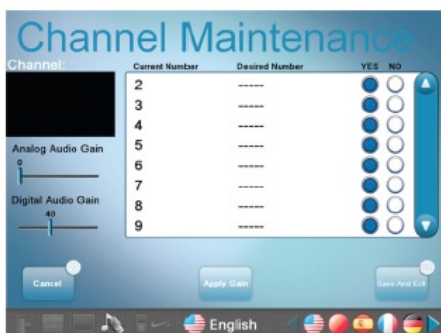 Channel Maintenance
Channel:
Current Number Desired Number YES NO
2 -----
3 -----
4 -----
5 -----
6 -----
7 -----
8 -----
9 -----
Analog Audio Gain
0
Digital Audio Gain
40
Cancel Apply Gain Save And Exit
English